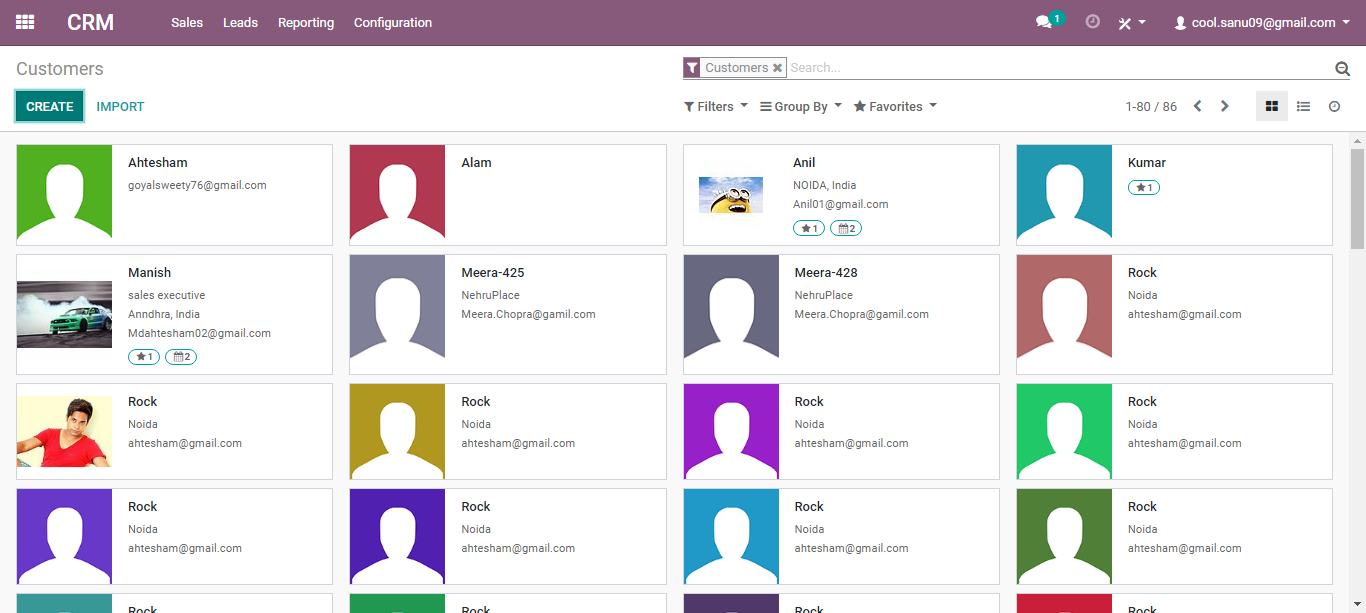 CRM Sales Leads Reporting Configuration 1 cool.sanu09@gmail.com
Customers
Customers Search...
CREATE IMPORT
Filters Group By Favorites 1-80 / 86
Ahtesham
goyalsweety76@gmail.com
Alam
Anil
NOIDA, India
Anil01@gmail.com
1 2
Kumar
1
Manish
sales executive
Anndhra, India
Mdahtesham02@gmail.com
1 2
Meera-425
NehruPlace
Meera.Chopra@gamil.com
Meera-428
NehruPlace
Meera.Chopra@gamil.com
Rock
Noida
ahtesham@gmail.com
Rock
Noida
ahtesham@gmail.com
Rock
Noida
ahtesham@gmail.com
Rock
Noida
ahtesham@gmail.com
Rock
Noida
ahtesham@gmail.com
Rock
Noida
ahtesham@gmail.com
Rock
Noida
ahtesham@gmail.com
Rock
Noida
ahtesham@gmail.com
Rock
Noida
ahtesham@gmail.com
Rock
Rock
Rock
Rock